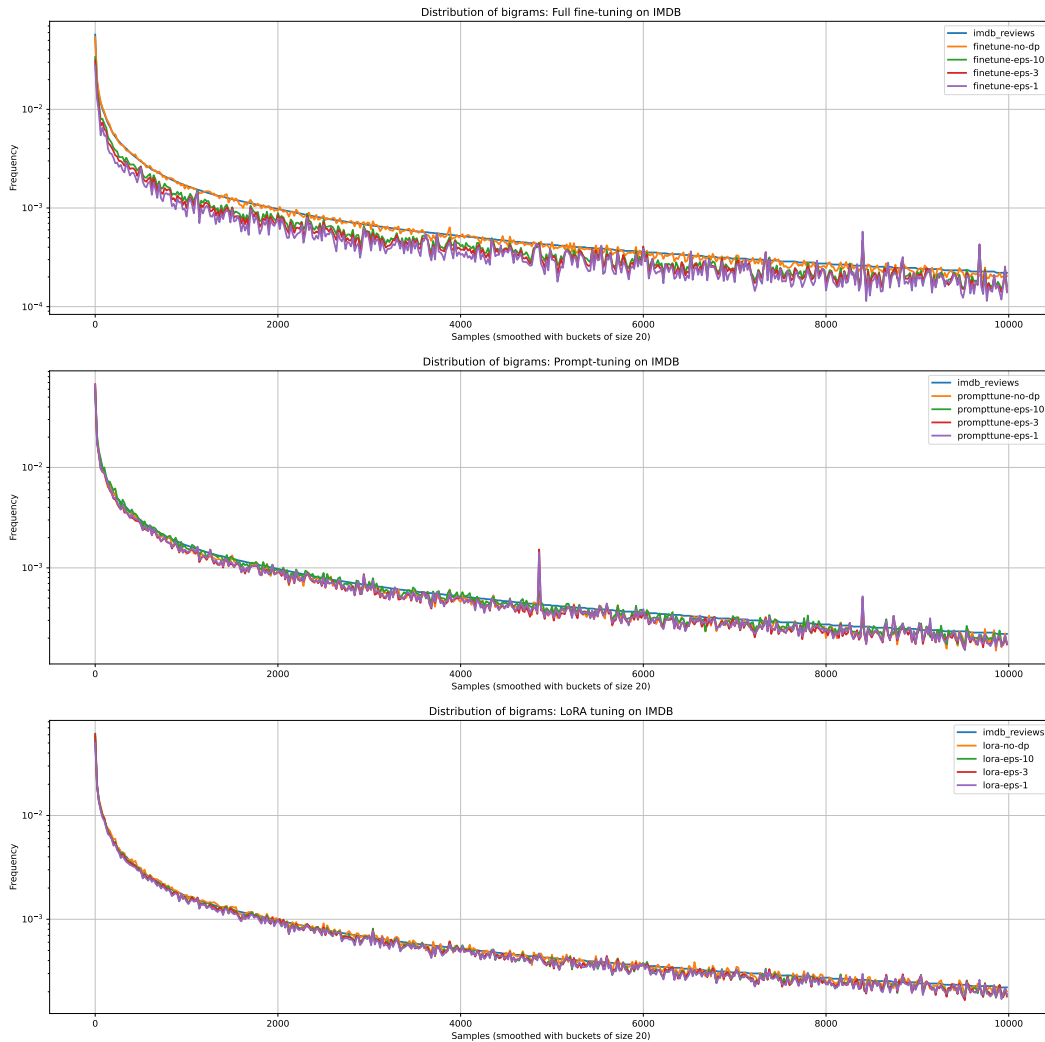 Distribution of bigrams: Full fine-tuning on IMDB
imdb_reviews
finetune-no-dp
finetune-eps-10
finetune-eps-3
finetune-eps-1
Frequency
10⁻²
10⁻³
10⁻⁴
0 2000 4000 6000 8000 10000
Samples (smoothed with buckets of size 20)
Distribution of bigrams: Prompt-tuning on IMDB
imdb_reviews
prompttune-no-dp
prompttune-eps-10
prompttune-eps-3
prompttune-eps-1
Frequency
10⁻²
10⁻³
0 2000 4000 6000 8000 10000
Samples (smoothed with buckets of size 20)
Distribution of bigrams: LoRA tuning on IMDB
imdb_reviews
lora-no-dp
lora-eps-10
lora-eps-3
lora-eps-1
Frequency
10⁻²
10⁻³
0 2000 4000 6000 8000 10000
Samples (smoothed with buckets of size 20)